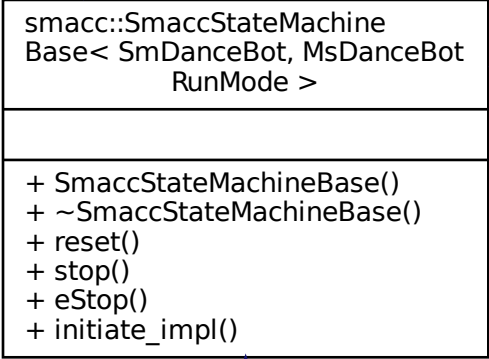 smacc::SmaccStateMachine
Base< SmDanceBot, MsDanceBot
RunMode >
+ SmaccStateMachineBase()
+ ~SmaccStateMachineBase()
+ reset()
+ stop()
+ eStop()
+ initiate_impl()